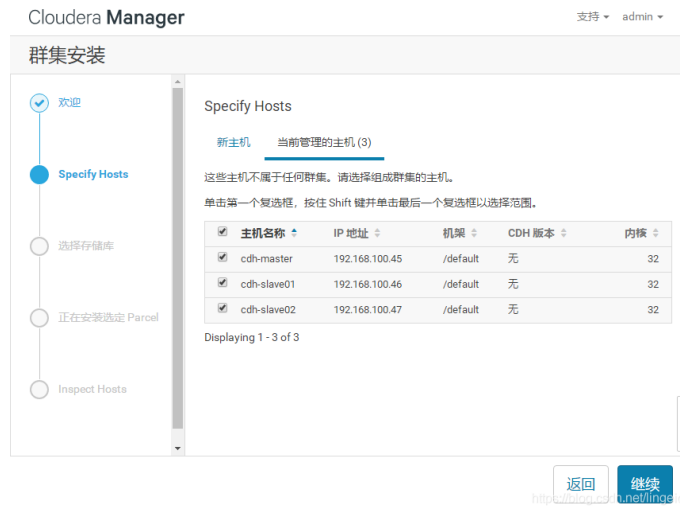 Cloudera Manager
支持 admin
群集安装
欢迎
Specify Hosts
选择存储库
正在安装选定 Parcel
Inspect Hosts
Specify Hosts
新主机 当前管理的主机 (3)
这些主机不属于任何群集。请选择组成群集的主机。
单击第一个复选框，按住 Shift 键并单击最后一个复选框以选择范围。
主机名称 IP 地址 机架 CDH 版本 内核
cdh-master 192.168.100.45 /default 无 32
cdh-slave01 192.168.100.46 /default 无 32
cdh-slave02 192.168.100.47 /default 无 32
Displaying 1 - 3 of 3
返回 继续